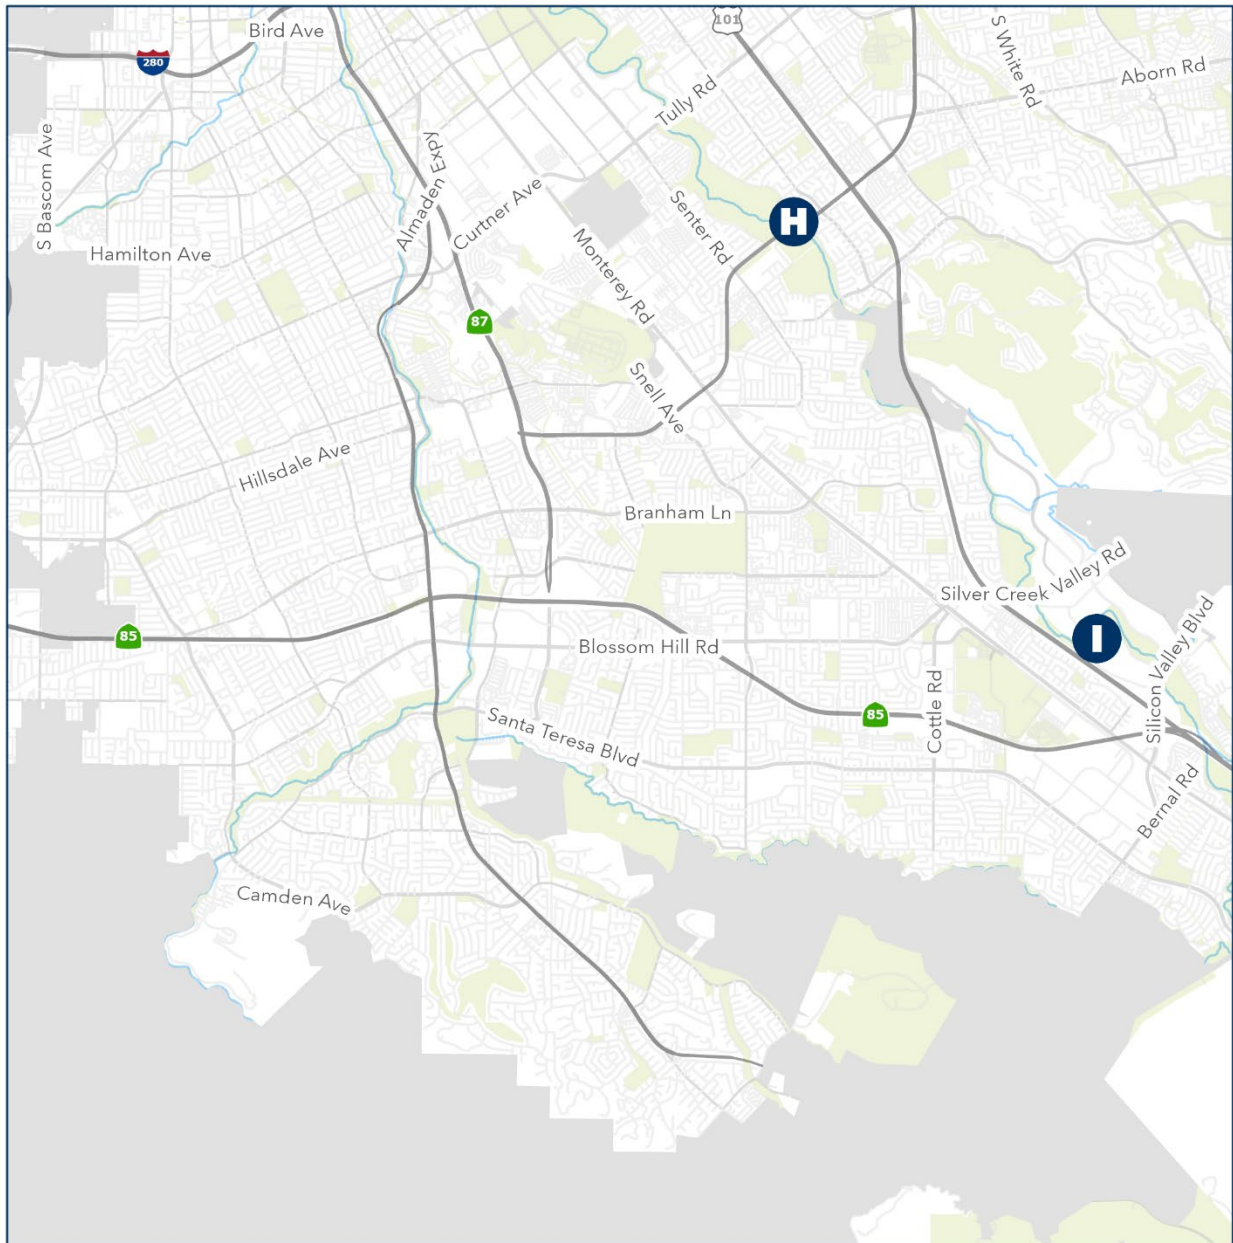 Bird Ave
101
S White Rd
280
Aborn Rd
Tully Rd
S Bascom Ave
Almaden Expy
Curtner Ave
Senter Rd
H
Hamilton Ave
Monterey Rd
87
Snell Ave
Hillsdale Ave
Branham Ln
Silver Creek Valley Rd
85
Blossom Hill Rd
I
Silicon Valley Blvd
Cottle Rd
85
Santa Teresa Blvd
Bernal Rd
Camden Ave